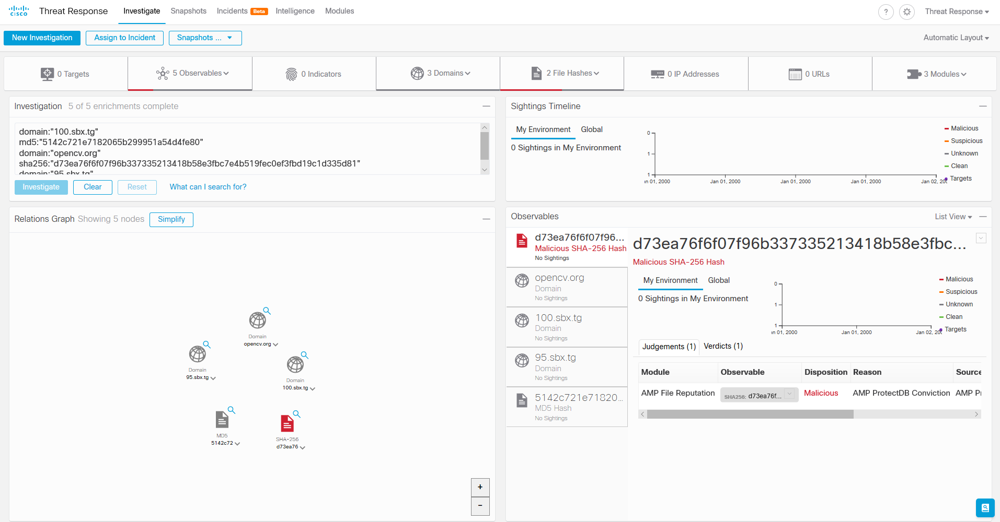 CISCO
Threat Response
Investigate
Snapshots
Incidents Beta
Intelligence
Modules
?
Threat Response
New Investigation
Assign to Incident
Snapshots ...
Automatic Layout
0 Targets
5 Observables
0 Indicators
3 Domains
2 File Hashes
0 IP Addresses
0 URLs
3 Modules
Investigation 5 of 5 enrichments complete
domain:"100.sbx.tg"
md5:"5142c721e7182065b299951a54d4fe80"
domain:"opencv.org"
sha256:"d73ea76f6f07f96b337335213418b58e3fbc7e4b519fec0ef3fbd19c1d335d81"
domain:"95.sbx.tg"
Investigate
Clear
Reset
What can I search for?
Sightings Timeline
My Environment
Global
0 Sightings in My Environment
0
1
1
Jan 01, 2000
Jan 01, 2000
Jan 01, 2000
Jan 01, 2000
Jan 02, 200
Malicious
Suspicious
Unknown
Clean
Targets
Relations Graph Showing 5 nodes
Simplify
Domain
opencv.org
Domain
95.sbx.tg
Domain
100.sbx.tg
MD5
5142c72
SHA-256
d73ea76
+
−
Observables
List View
d73ea76f6f07f96...
Malicious SHA-256 Hash
No Sightings
opencv.org
Domain
No Sightings
100.sbx.tg
Domain
No Sightings
95.sbx.tg
Domain
No Sightings
5142c721e71820...
MD5 Hash
No Sightings
d73ea76f6f07f96b337335213418b58e3fbc...
Malicious SHA-256 Hash
My Environment
Global
0 Sightings in My Environment
0
1
1
Jan 01, 2000
Jan 01, 2000
Jan 02, 200
Malicious
Suspicious
Unknown
Clean
Targets
Judgements (1)
Verdicts (1)
Module Observable Disposition Reason Source
AMP File Reputation SHA256: d73ea76f... Malicious AMP ProtectDB Conviction AMP Pr